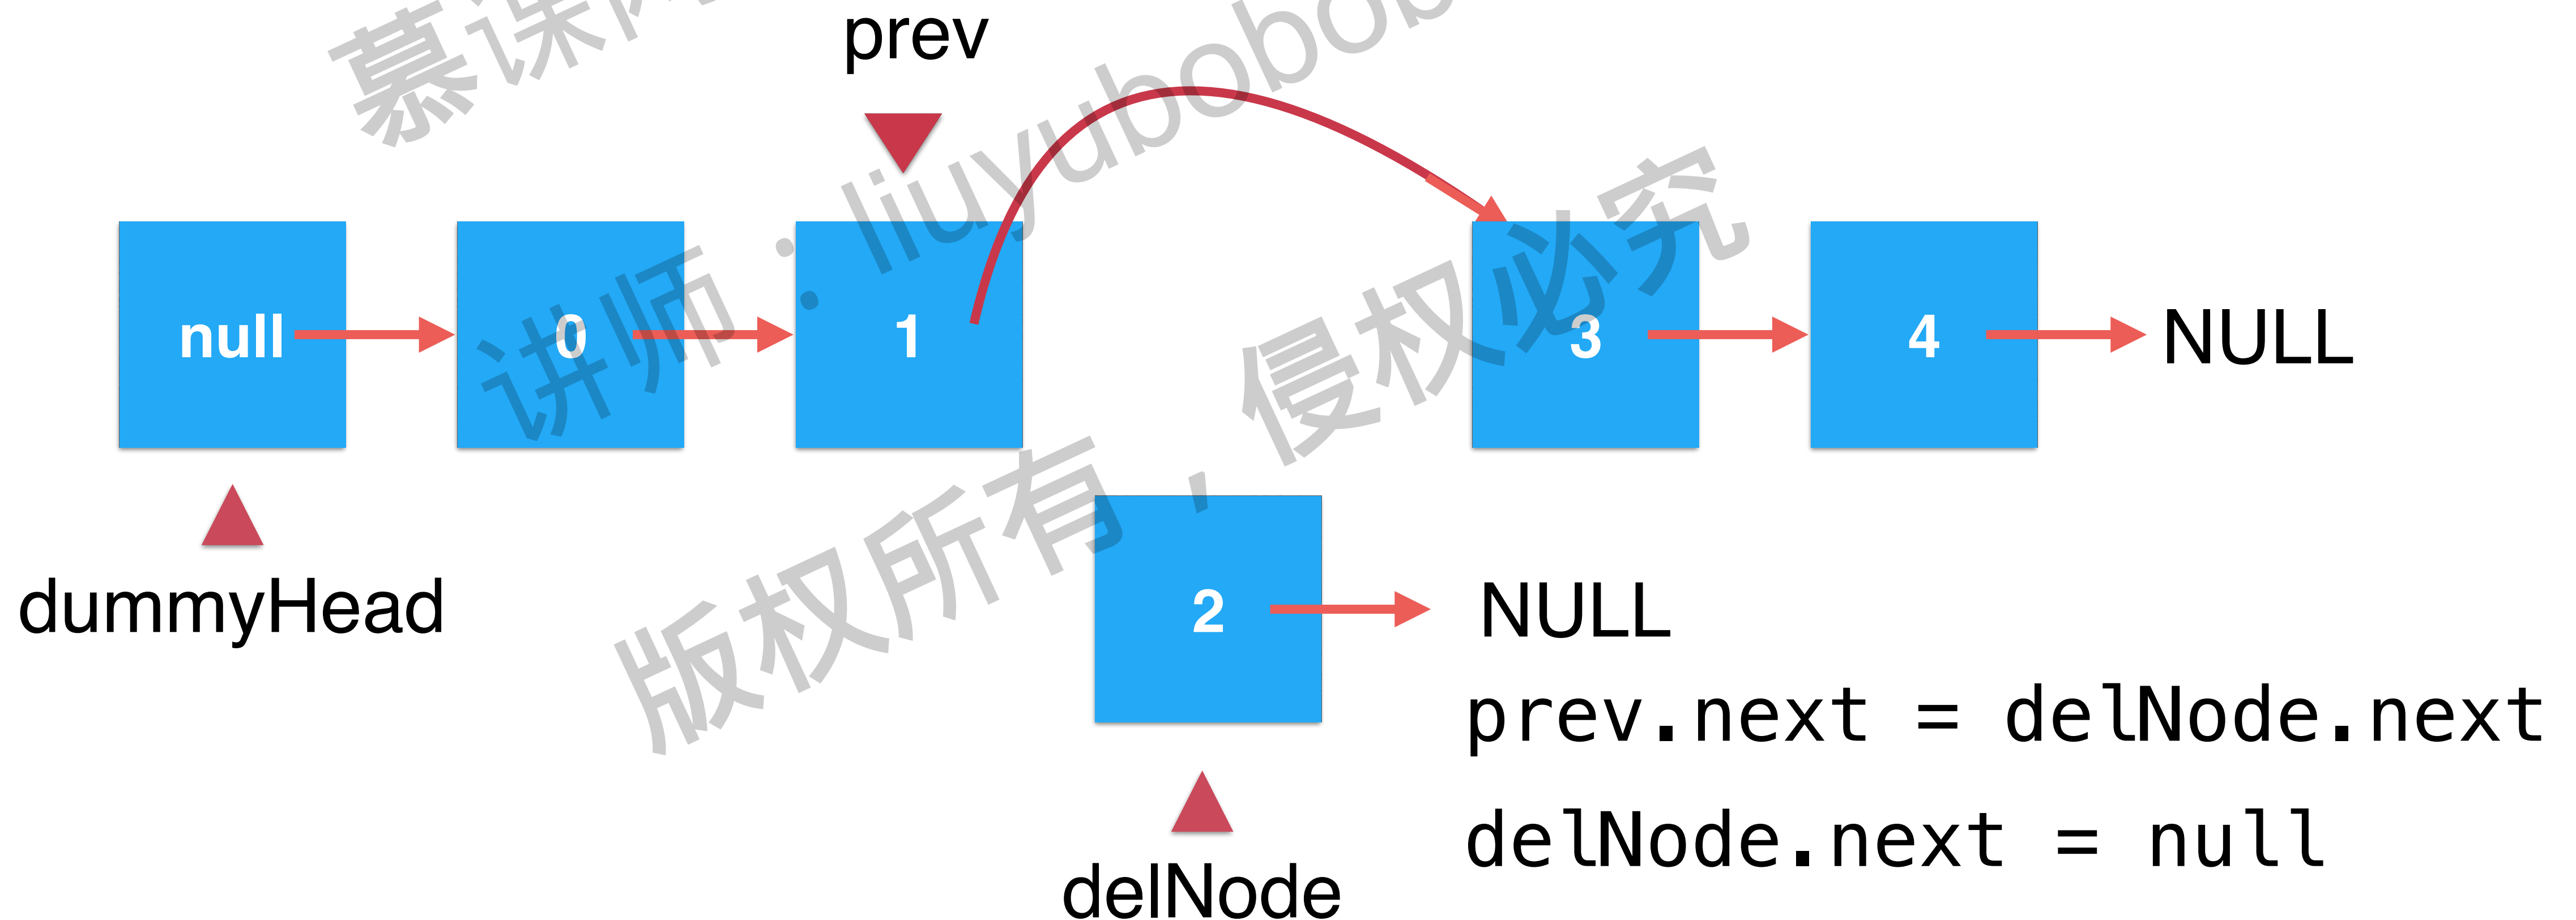 prev
null
0
1
3
4
NULL
dummyHead
2
NULL
prev.next = delNode.next
delNode.next = null
delNode
讲师：liuyubobobo
版权所有，侵权必究